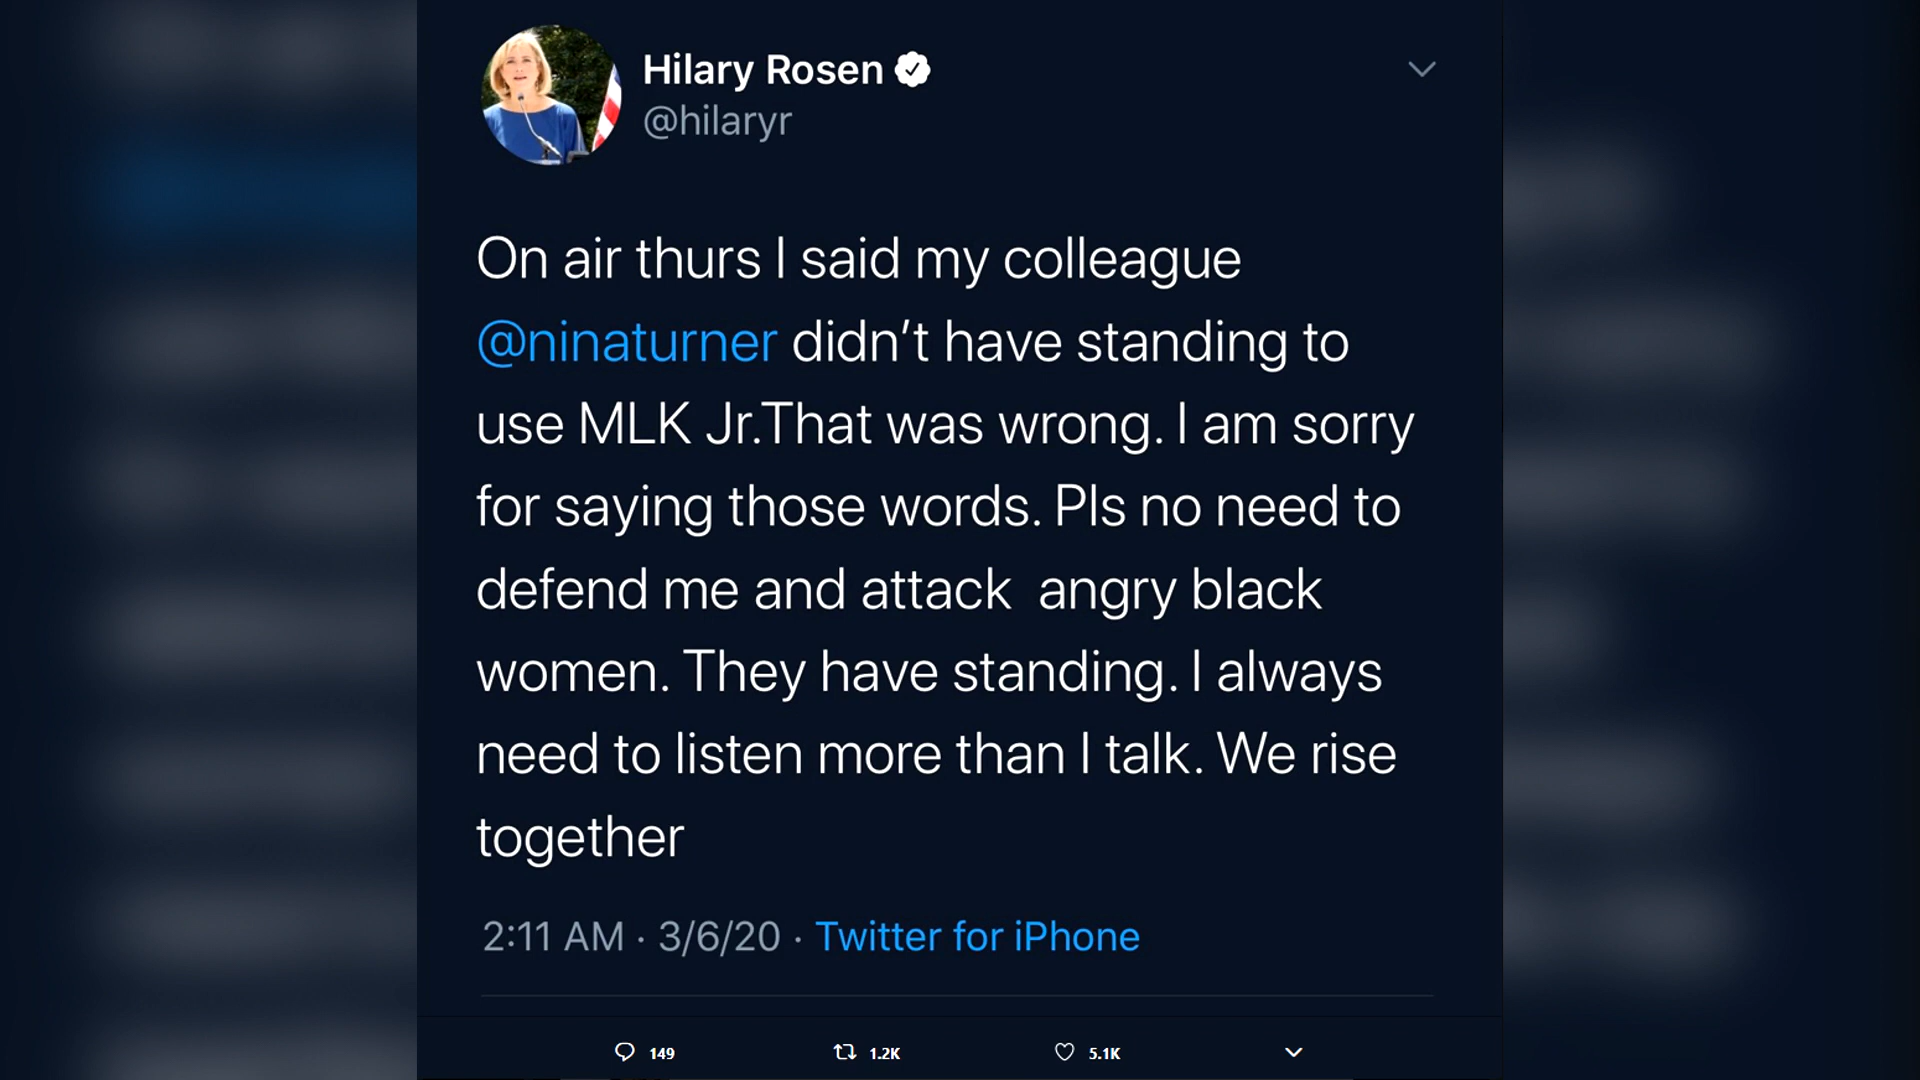 Hilary Rosen
@hilaryr
On air thurs I said my colleague
@ninaturner didn’t have standing to
use MLK Jr.That was wrong. I am sorry
for saying those words. Pls no need to
defend me and attack  angry black
women. They have standing. I always
need to listen more than I talk. We rise
together
2:11 AM · 3/6/20 · Twitter for iPhone
149 1.2K 5.1K